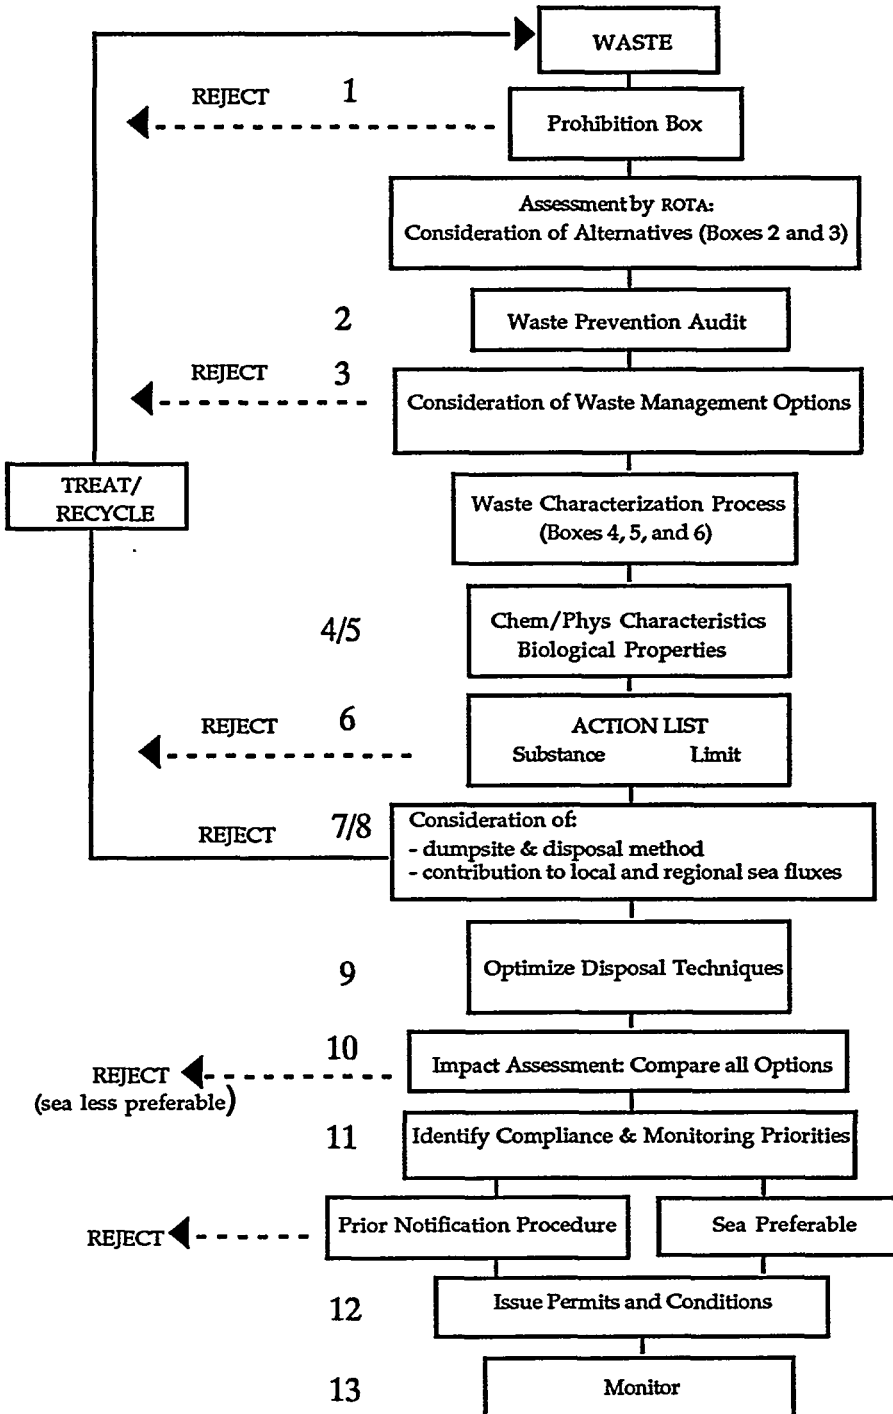 WASTE
REJECT 1
Prohibition Box
Assessment by ROTA:
Consideration of Alternatives (Boxes 2 and 3)
2
Waste Prevention Audit
REJECT 3
Consideration of Waste Management Options
TREAT/
RECYCLE
Waste Characterization Process
(Boxes 4, 5, and 6)
4/5
Chem/Phys Characteristics
Biological Properties
REJECT 6
ACTION LIST
Substance Limit
REJECT 7/8
Consideration of:
- dumpsite & disposal method
- contribution to local and regional sea fluxes
9
Optimize Disposal Techniques
10
Impact Assessment: Compare all Options
REJECT
(sea less preferable)
11
Identify Compliance & Monitoring Priorities
REJECT
Prior Notification Procedure
Sea Preferable
12
Issue Permits and Conditions
13
Monitor